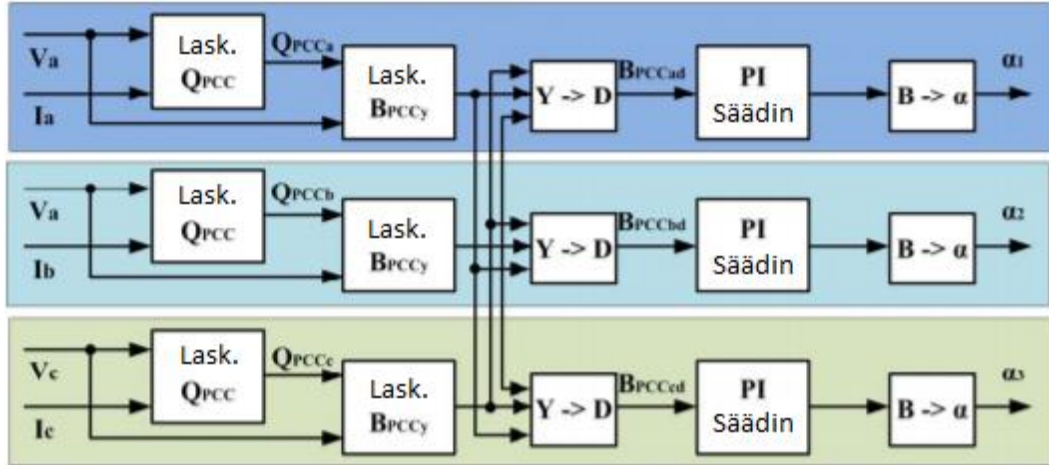 Va
Ia
Lask.
QPCC
QPCCa
Lask.
BPCCy
Y -> D
BPCCad
PI
Säädin
B -> α
α1
Va
Ib
Lask.
QPCC
QPCCb
Lask.
BPCCy
Y -> D
BPCCbd
PI
Säädin
B -> α
α2
Vc
Ic
Lask.
QPCC
QPCCc
Lask.
BPCCy
Y -> D
BPCCcd
PI
Säädin
B -> α
α3